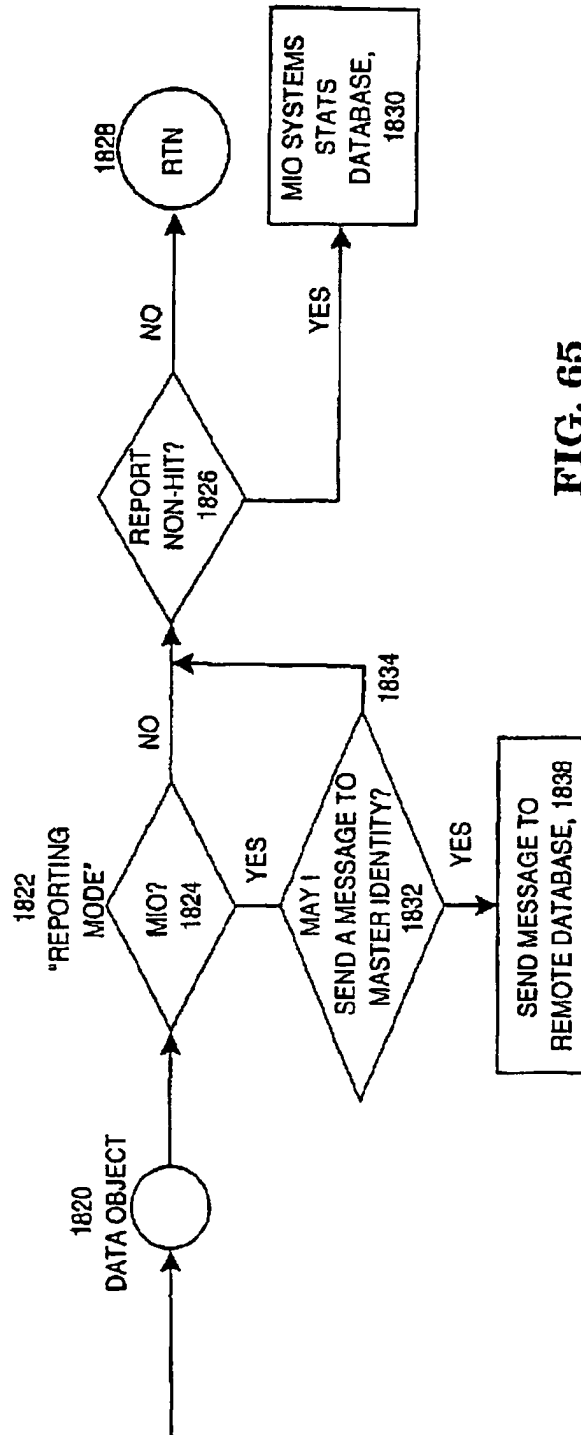 1820
DATA OBJECT
1822
"REPORTING
MODE"
MIO?
1824
NO
YES
MAY I
SEND A MESSAGE TO
MASTER IDENTITY?
1832
1834
YES
SEND MESSAGE TO
REMOTE DATABASE, 1838
REPORT
NON-HIT?
1826
NO
1828
RTN
YES
MIO SYSTEMS
STATS
DATABASE,
1830
FIG. 65